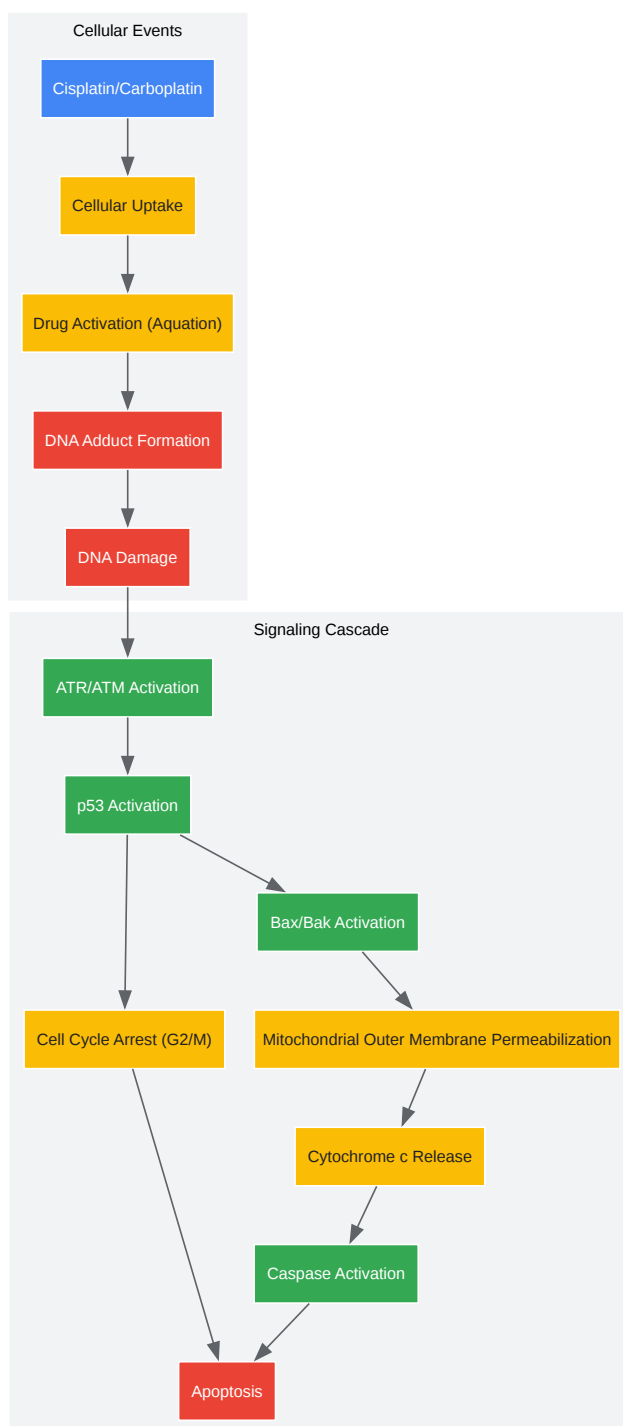 Cellular Events
Cisplatin/Carboplatin
Cellular Uptake
Drug Activation (Aquation)
DNA Adduct Formation
DNA Damage
Signaling Cascade
ATR/ATM Activation
p53 Activation
Bax/Bak Activation
Cell Cycle Arrest (G2/M)
Mitochondrial Outer Membrane Permeabilization
Cytochrome c Release
Caspase Activation
Apoptosis